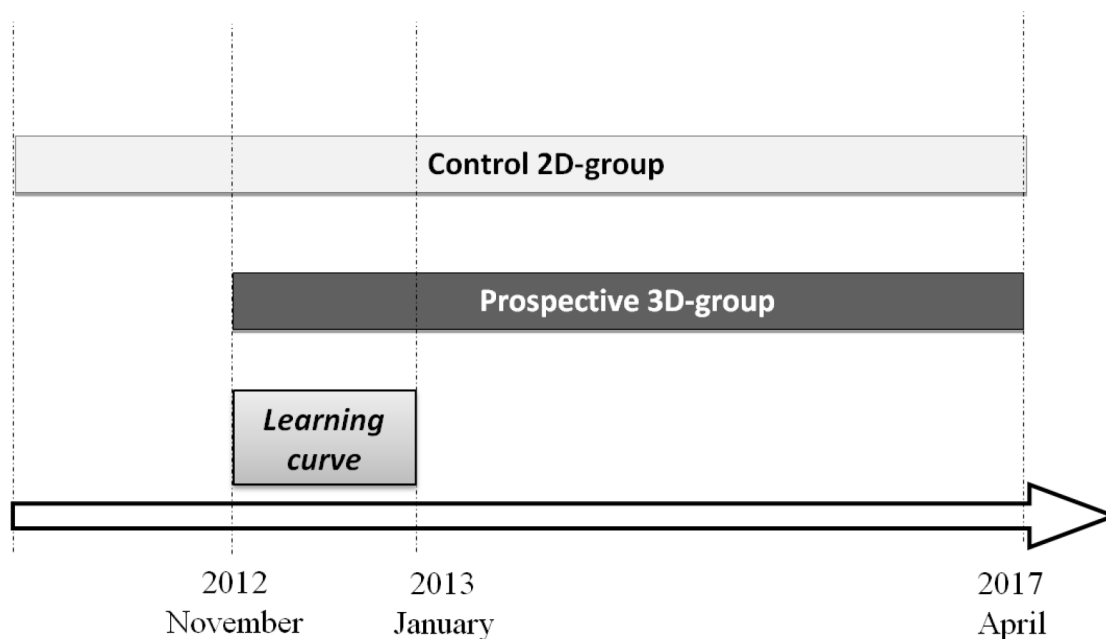 Control 2D-group
Prospective 3D-group
Learning
curve
2012
November
2013
January
2017
April